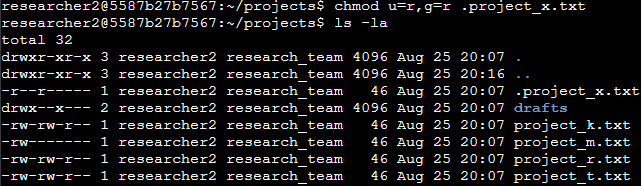 researcher2@5587b27b7567:~/projects$ chmod u=r,g=r .project_x.txt
researcher2@5587b27b7567:~/projects$ ls -la
total 32
drwxr-xr-x 3 researcher2 research_team 4096 Aug 25 20:07 .
drwxr-xr-x 3 researcher2 research_team 4096 Aug 25 20:16 ..
-r--r----- 1 researcher2 research_team   46 Aug 25 20:07 .project_x.txt
drwx--x--- 2 researcher2 research_team 4096 Aug 25 20:07 drafts
-rw-rw-r-- 1 researcher2 research_team   46 Aug 25 20:07 project_k.txt
-rw------- 1 researcher2 research_team   46 Aug 25 20:07 project_m.txt
-rw-rw-r-- 1 researcher2 research_team   46 Aug 25 20:07 project_r.txt
-rw-rw-r-- 1 researcher2 research_team   46 Aug 25 20:07 project_t.txt